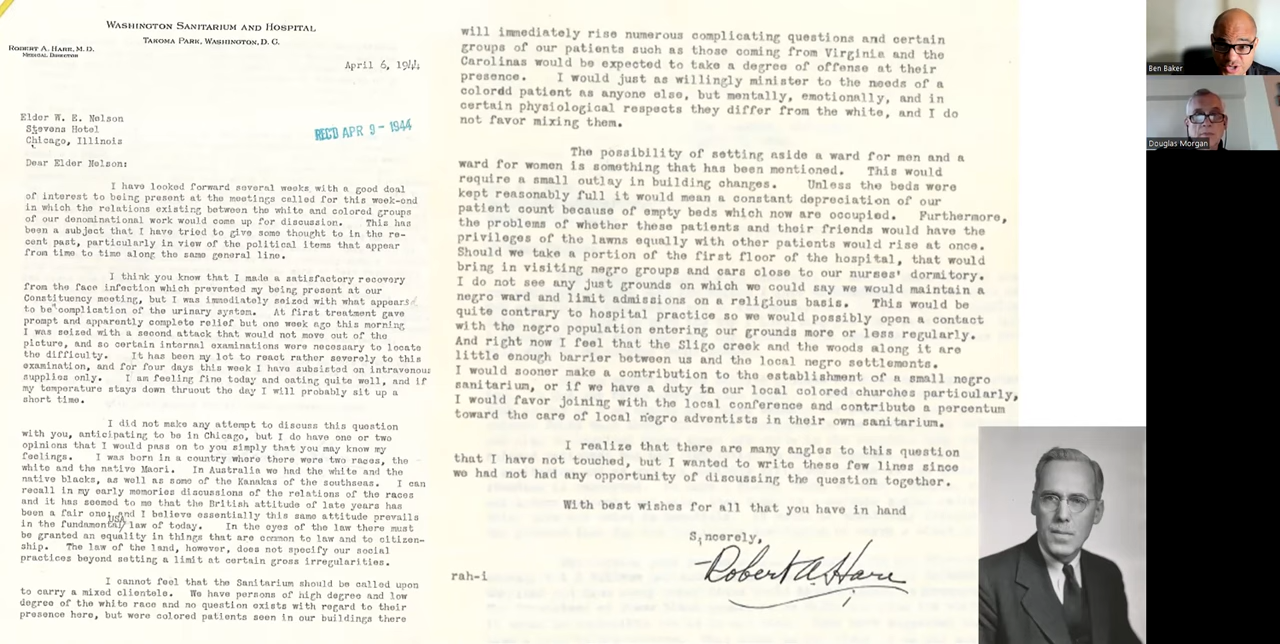 WASHINGTON SANITARIUM AND HOSPITAL
TAKOMA PARK, WASHINGTON, D. C.
ROBERT A. HARE, M. D.
MEDICAL DIRECTOR
April 6, 1944
Elder W. E. Nelson
Stevens Hotel
Chicago, Illinois
REC'D APR 9 - 1944
Dear Elder Nelson:
I have looked forward several weeks with a good deal
of interest to being present at the meetings called for this week-end
in which the relations existing between the white and colored groups
of our denominational work would come up for discussion. This has
been a subject that I have tried to give some thought to in the re-
cent past, particularly in view of the political items that appear
from time to time along the same general line.
I think you know that I made a satisfactory recovery
from the face infection which prevented my being present at our
Constituency meeting, but I was immediately seized with what appears
to be complication of the urinary system. At first treatment gave
prompt and apparently complete relief but one week ago this morning
I was seized with a second attack that would not move out of the
picture, and so certain internal examinations were necessary to locate
the difficulty. It has been my lot to react rather severely to this
examination, and for four days this week I have subsisted on intravenous
supplies only. I am feeling fine today and eating quite well, and if
my temperature stays down thruout the day I will probably sit up a
short time.
I did not make any attempt to discuss this question
with you, anticipating to be in Chicago, but I do have one or two
opinions that I would pass on to you simply that you may know my
feelings. I was born in a country where there were two races, the
white and the native Maori. In Australia we had the white and the
native blacks, as well as some of the Kanakas of the southseas. I can
recall in my early memories discussions of the relations of the races
and it has seemed to me that the British attitude of late years has
been a fair one; and I believe essentially this same attitude prevails
USA
in the fundamental law of today. In the eyes of the law there must
be granted an equality in things that are common to law and to citizen-
ship. The law of the land, however, does not specify our social
practices beyond setting a limit at certain gross irregularities.
I cannot feel that the Sanitarium should be called upon
to carry a mixed clientele. We have persons of high degree and low
degree of the white race and no question exists with regard to their
presence here, but were colored patients seen in our buildings there
will immediately rise numerous complicating questions and certain
groups of our patients such as those coming from Virginia and the
Carolinas would be expected to take a degree of offense at their
presence. I would just as willingly minister to the needs of a
colordd patient as anyone else, but mentally, emotionally, and in
certain physiological respects they differ from the white, and I do
not favor mixing them.
The possibility of setting aside a ward for men and a
ward for women is something that has been mentioned. This would
require a small outlay in building changes. Unless the beds were
kept reasonably full it would mean a constant depreciation of our
patient count because of empty beds which now are occupied. Furthermore,
the problems of whether these patients and their friends would have the
privileges of the lawns equally with other patients would rise at once.
Should we take a portion of the first floor of the hospital, that would
bring in visiting negro groups and cars close to our nurses' dormitory.
I do not see any just grounds on which we could say we would maintain a
negro ward and limit admissions on a religious basis. This would be
quite contrary to hospital practice so we would possibly open a contact
with the negro population entering our grounds more or less regularly.
And right now I feel that the Sligo creek and the woods along it are
little enough barrier between us and the local negro settlements.
I would sooner make a contribution to the establishment of a small negro
sanitarium, or if we have a duty to our local colored churches particularly,
I would favor joining with the local conference and contribute a percentum
toward the care of local negro adventists in their own sanitarium.
I realize that there are many angles to this question
that I have not touched, but I wanted to write these few lines since
we had not had any opportunity of discussing the question together.
With best wishes for all that you have in hand
Sincerely,
Robert A. Hare
rah-i
Ben Baker
Douglas Morgan